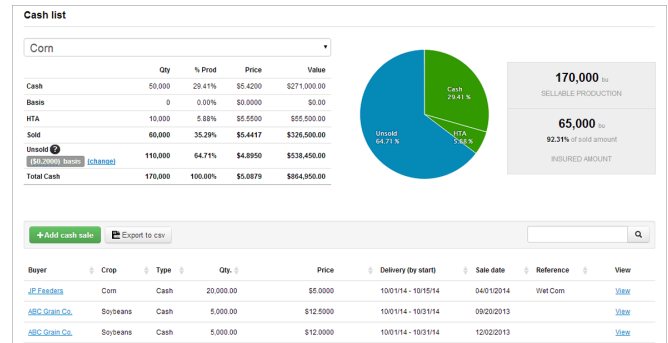 Cash list
Corn
Qty % Prod Price Value
Cash 50,000 29.41% $5.4200 $271,000.00
Basis 0 0.00% $0.0000 $0.00
HTA 10,000 5.88% $5.5500 $55,500.00
Sold 60,000 35.29% $5.4417 $326,500.00
Unsold ?
($0.2000) basis (change) 110,000 64.71% $4.8950 $538,450.00
Total Cash 170,000 100.00% $5.0879 $864,950.00
Cash
29.41 %
Unsold
64.71 %
HTA
5.88 %
170,000 bu
SELLABLE PRODUCTION
65,000 bu
92.31% of sold amount
INSURED AMOUNT
+Add cash sale Export to csv
Buyer Crop Type Qty. Price Delivery (by start) Sale date Reference View
JP Feeders Corn Cash 20,000.00 $5.0000 10/01/14 - 10/15/14 04/01/2014 Wet Corn View
ABC Grain Co. Soybeans Cash 5,000.00 $12.5000 10/01/14 - 10/31/14 09/20/2013 View
ABC Grain Co. Soybeans Cash 5,000.00 $12.0000 10/01/14 - 10/31/14 12/02/2013 View